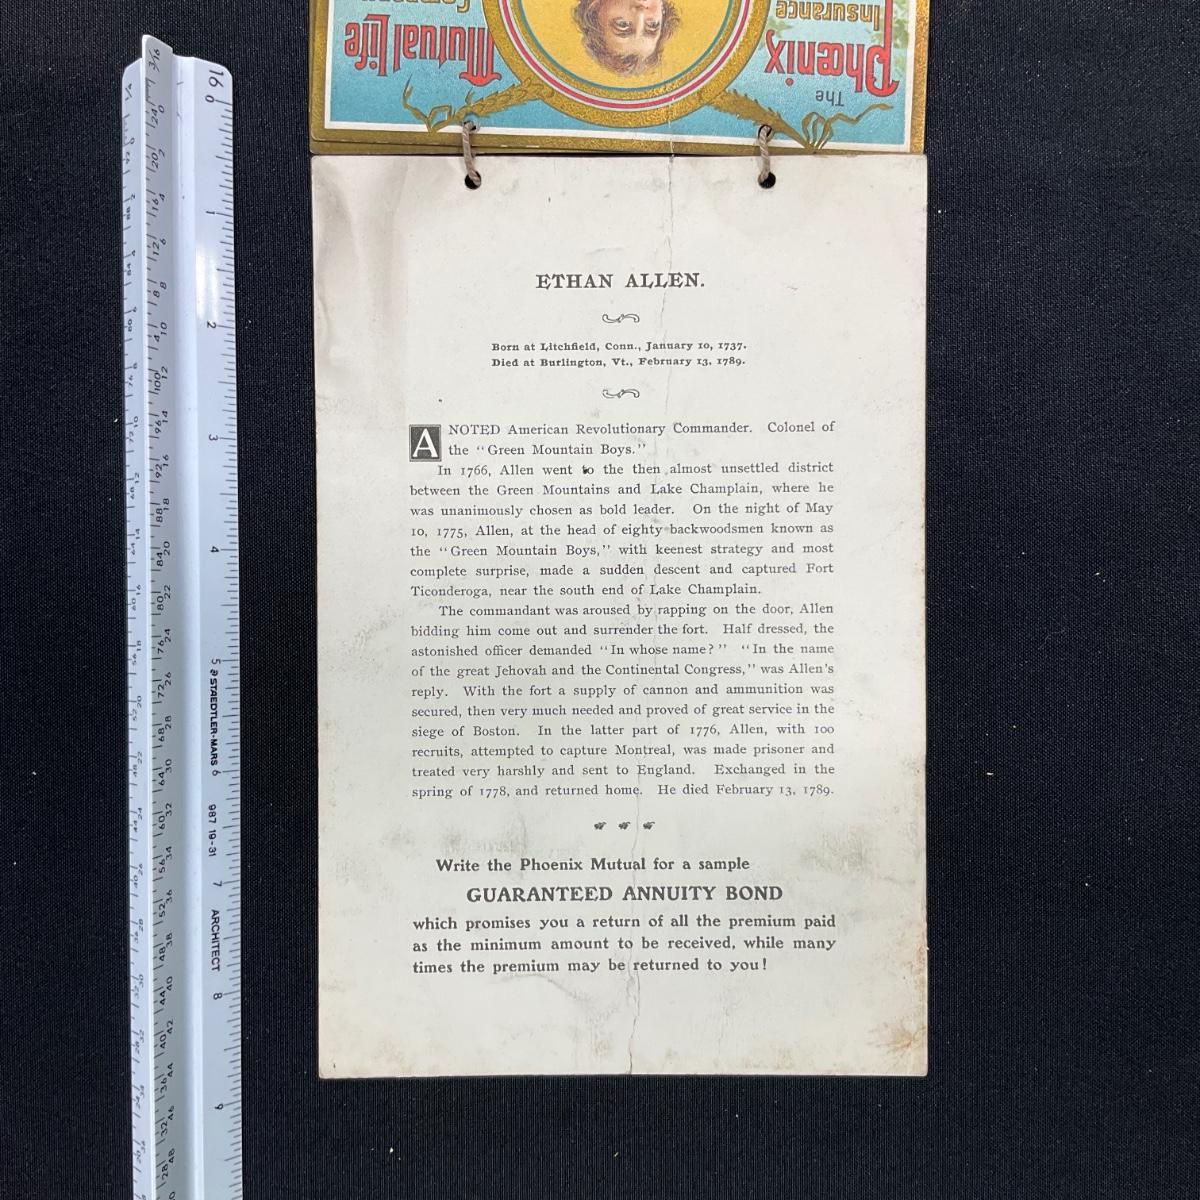 The
Phœnix
Mutual Life
Insurance
ETHAN ALLEN.
Born at Litchfield, Conn., January 10, 1737.
Died at Burlington, Vt., February 13, 1789.
A NOTED American Revolutionary Commander. Colonel of
the "Green Mountain Boys."
In 1766, Allen went to the then almost unsettled district
between the Green Mountains and Lake Champlain, where he
was unanimously chosen as bold leader. On the night of May
10, 1775, Allen, at the head of eighty backwoodsmen known as
the "Green Mountain Boys," with keenest strategy and most
complete surprise, made a sudden descent and captured Fort
Ticonderoga, near the south end of Lake Champlain.
The commandant was aroused by rapping on the door, Allen
bidding him come out and surrender the fort. Half dressed, the
astonished officer demanded "In whose name?" "In the name
of the great Jehovah and the Continental Congress," was Allen's
reply. With the fort a supply of cannon and ammunition was
secured, then very much needed and proved of great service in the
siege of Boston. In the latter part of 1776, Allen, with 100
recruits, attempted to capture Montreal, was made prisoner and
treated very harshly and sent to England. Exchanged in the
spring of 1778, and returned home. He died February 13, 1789.
Write the Phoenix Mutual for a sample
GUARANTEED ANNUITY BOND
which promises you a return of all the premium paid
as the minimum amount to be received, while many
times the premium may be returned to you!
16
0
1
2
3
4
5
STAEDTLER-MARS
6
987 19-31
7
ARCHITECT
8
9